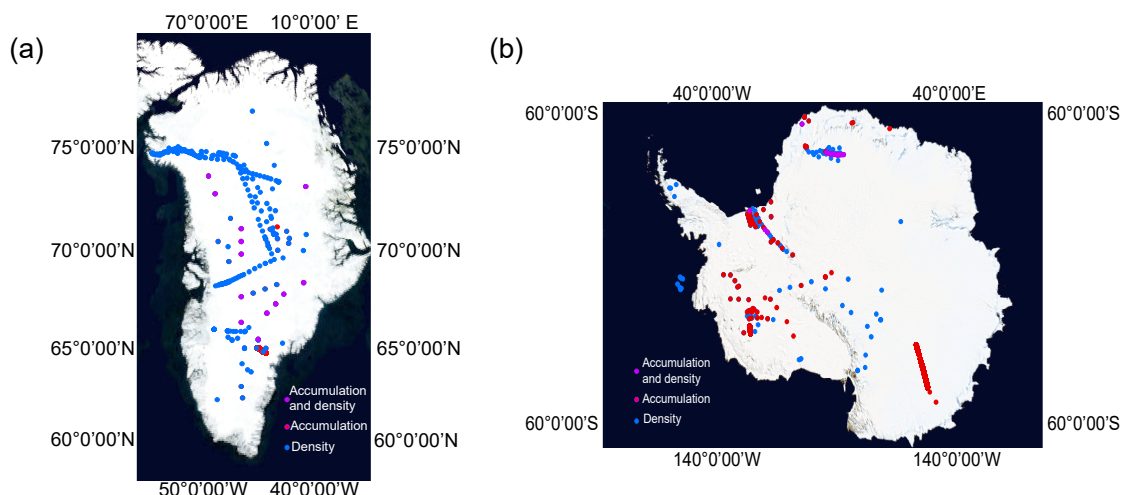 (a)
70°0'00''E 10°0'00'' E
75°0'00''N 75°0'00''N
70°0'00''N 70°0'00''N
65°0'00''N 65°0'00''N
60°0'00''N 60°0'00''N
Accumulation
and density
Accumulation
Density
50°0'00''W 40°0'00''W
(b)
40°0'00''W 40°0'00''E
60°0'00''S 60°0'00''S
Accumulation
and density
Accumulation
Density
60°0'00''S 60°0'00''S
140°0'00''W 140°0'00''W